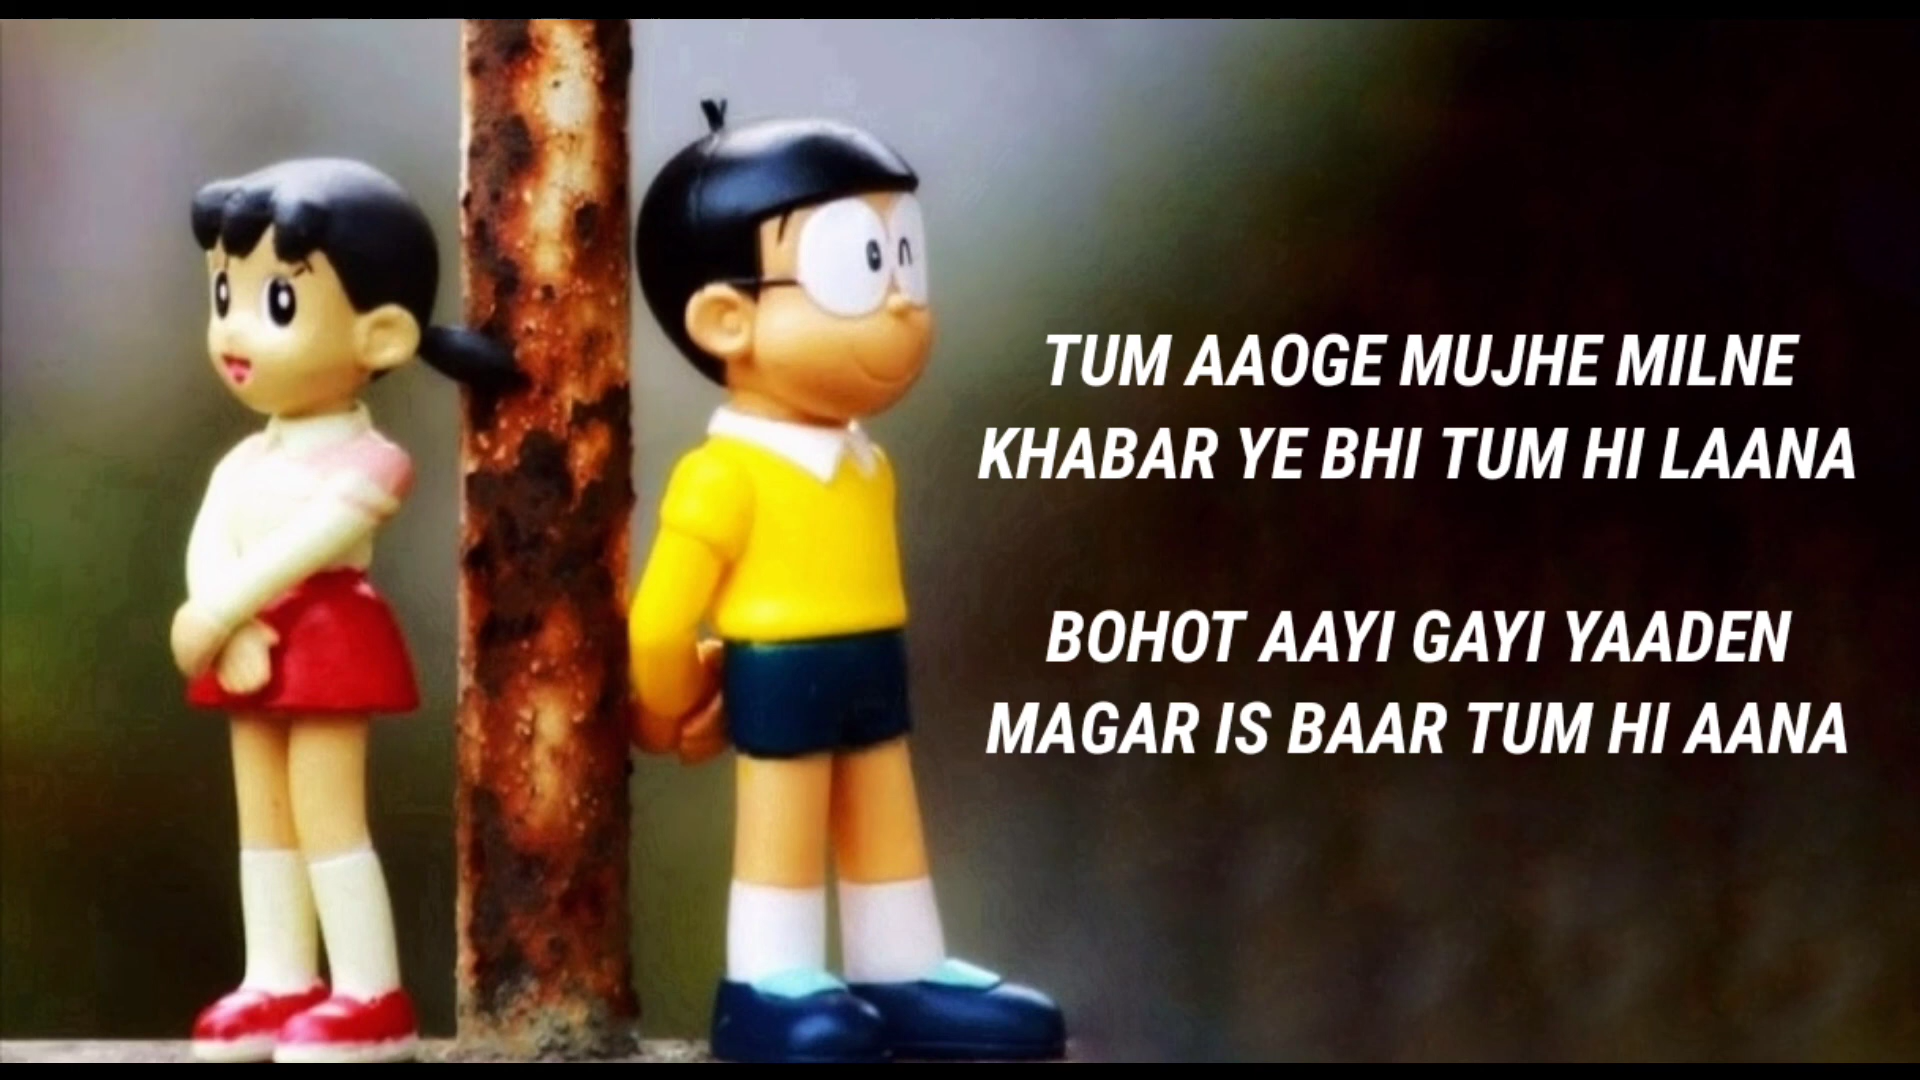 TUM AAOGE MUJHE MILNE
KHABAR YE BHI TUM HI LAANA
BOHOT AAYI GAYI YAADEN
MAGAR IS BAAR TUM HI AANA